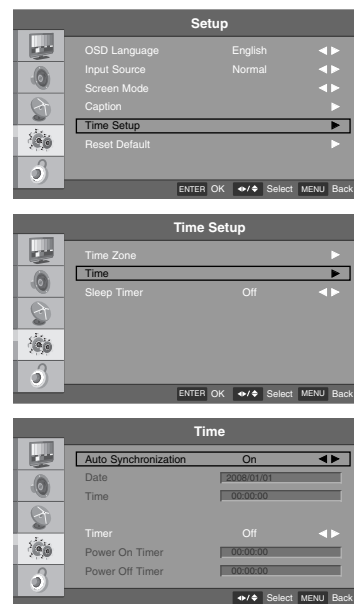 Setup
OSD Language English
Input Source Normal
Screen Mode
Caption
Time Setup
Reset Default
ENTER OK / Select MENU Back
Time Setup
Time Zone
Time
Sleep Timer Off
ENTER OK / Select MENU Back
Time
Auto Synchronization On
Date 2008/01/01
Time 00:00:00
Timer Off
Power On Timer 00:00:00
Power Off Timer 00:00:00
/ Select MENU Back